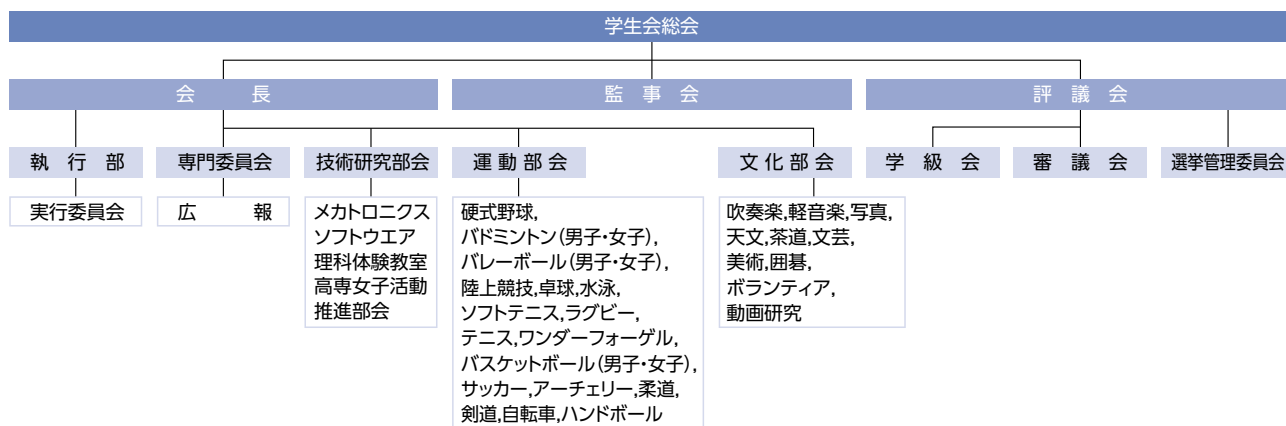 学生会総会
会長
監事会
評議会
執行部
専門委員会
技術研究部会
運動部会
文化部会
学級会
審議会
選挙管理委員会
実行委員会
広報
メカトロニクス
ソフトウエア
理科体験教室
高専女子活動
推進部会
硬式野球,
バドミントン(男子・女子),
バレーボール(男子・女子),
陸上競技,卓球,水泳,
ソフトテニス,ラグビー,
テニス,ワンダーフォーゲル,
バスケットボール(男子・女子),
サッカー,アーチェリー,柔道,
剣道,自転車,ハンドボール
吹奏楽,軽音楽,写真,
天文,茶道,文芸,
美術,囲碁,
ボランティア,
動画研究